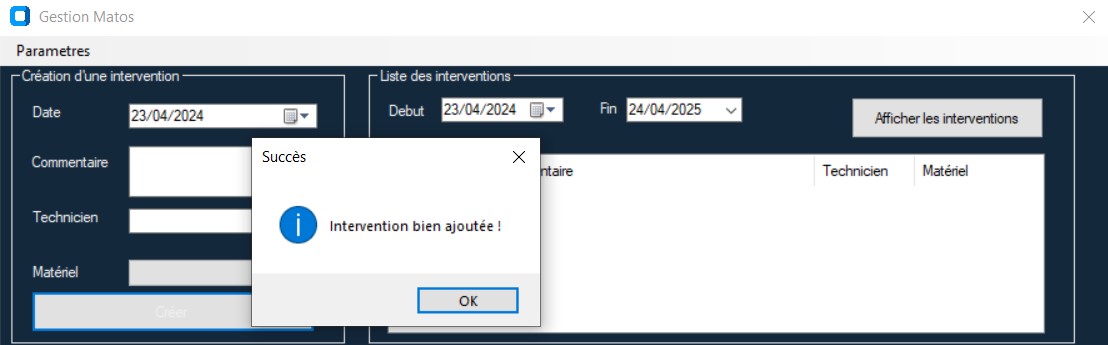 Gestion Matos
Parametres
Création d'une intervention
Date
23/04/2024
Commentaire
Technicien
Matériel
Créer
Liste des interventions
Debut
23/04/2024
Fin
24/04/2025
Afficher les interventions
ntaire
Technicien
Matériel
Succès
Intervention bien ajoutée !
OK